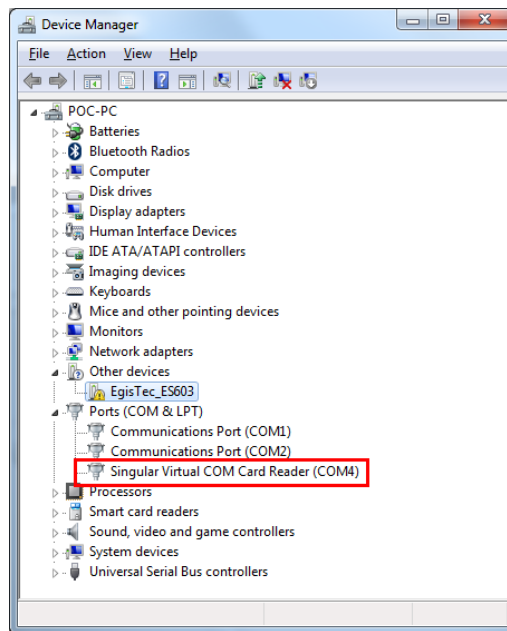 Device Manager
File Action View Help
POC-PC
Batteries
Bluetooth Radios
Computer
Disk drives
Display adapters
Human Interface Devices
IDE ATA/ATAPI controllers
Imaging devices
Keyboards
Mice and other pointing devices
Monitors
Network adapters
Other devices
EgisTec_ES603
Ports (COM & LPT)
Communications Port (COM1)
Communications Port (COM2)
Singular Virtual COM Card Reader (COM4)
Processors
Smart card readers
Sound, video and game controllers
System devices
Universal Serial Bus controllers